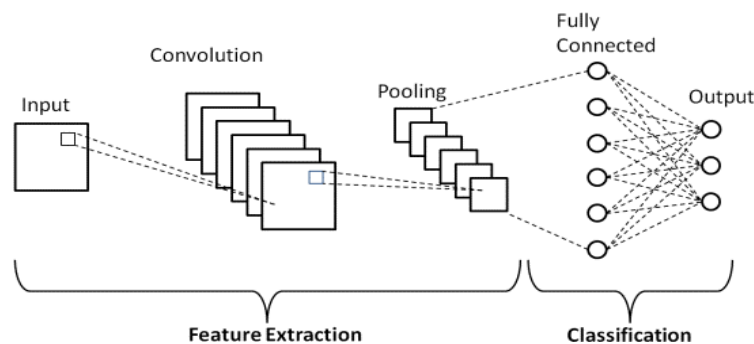 Input
Convolution
Pooling
Fully
Connected
Output
Feature Extraction
Classification